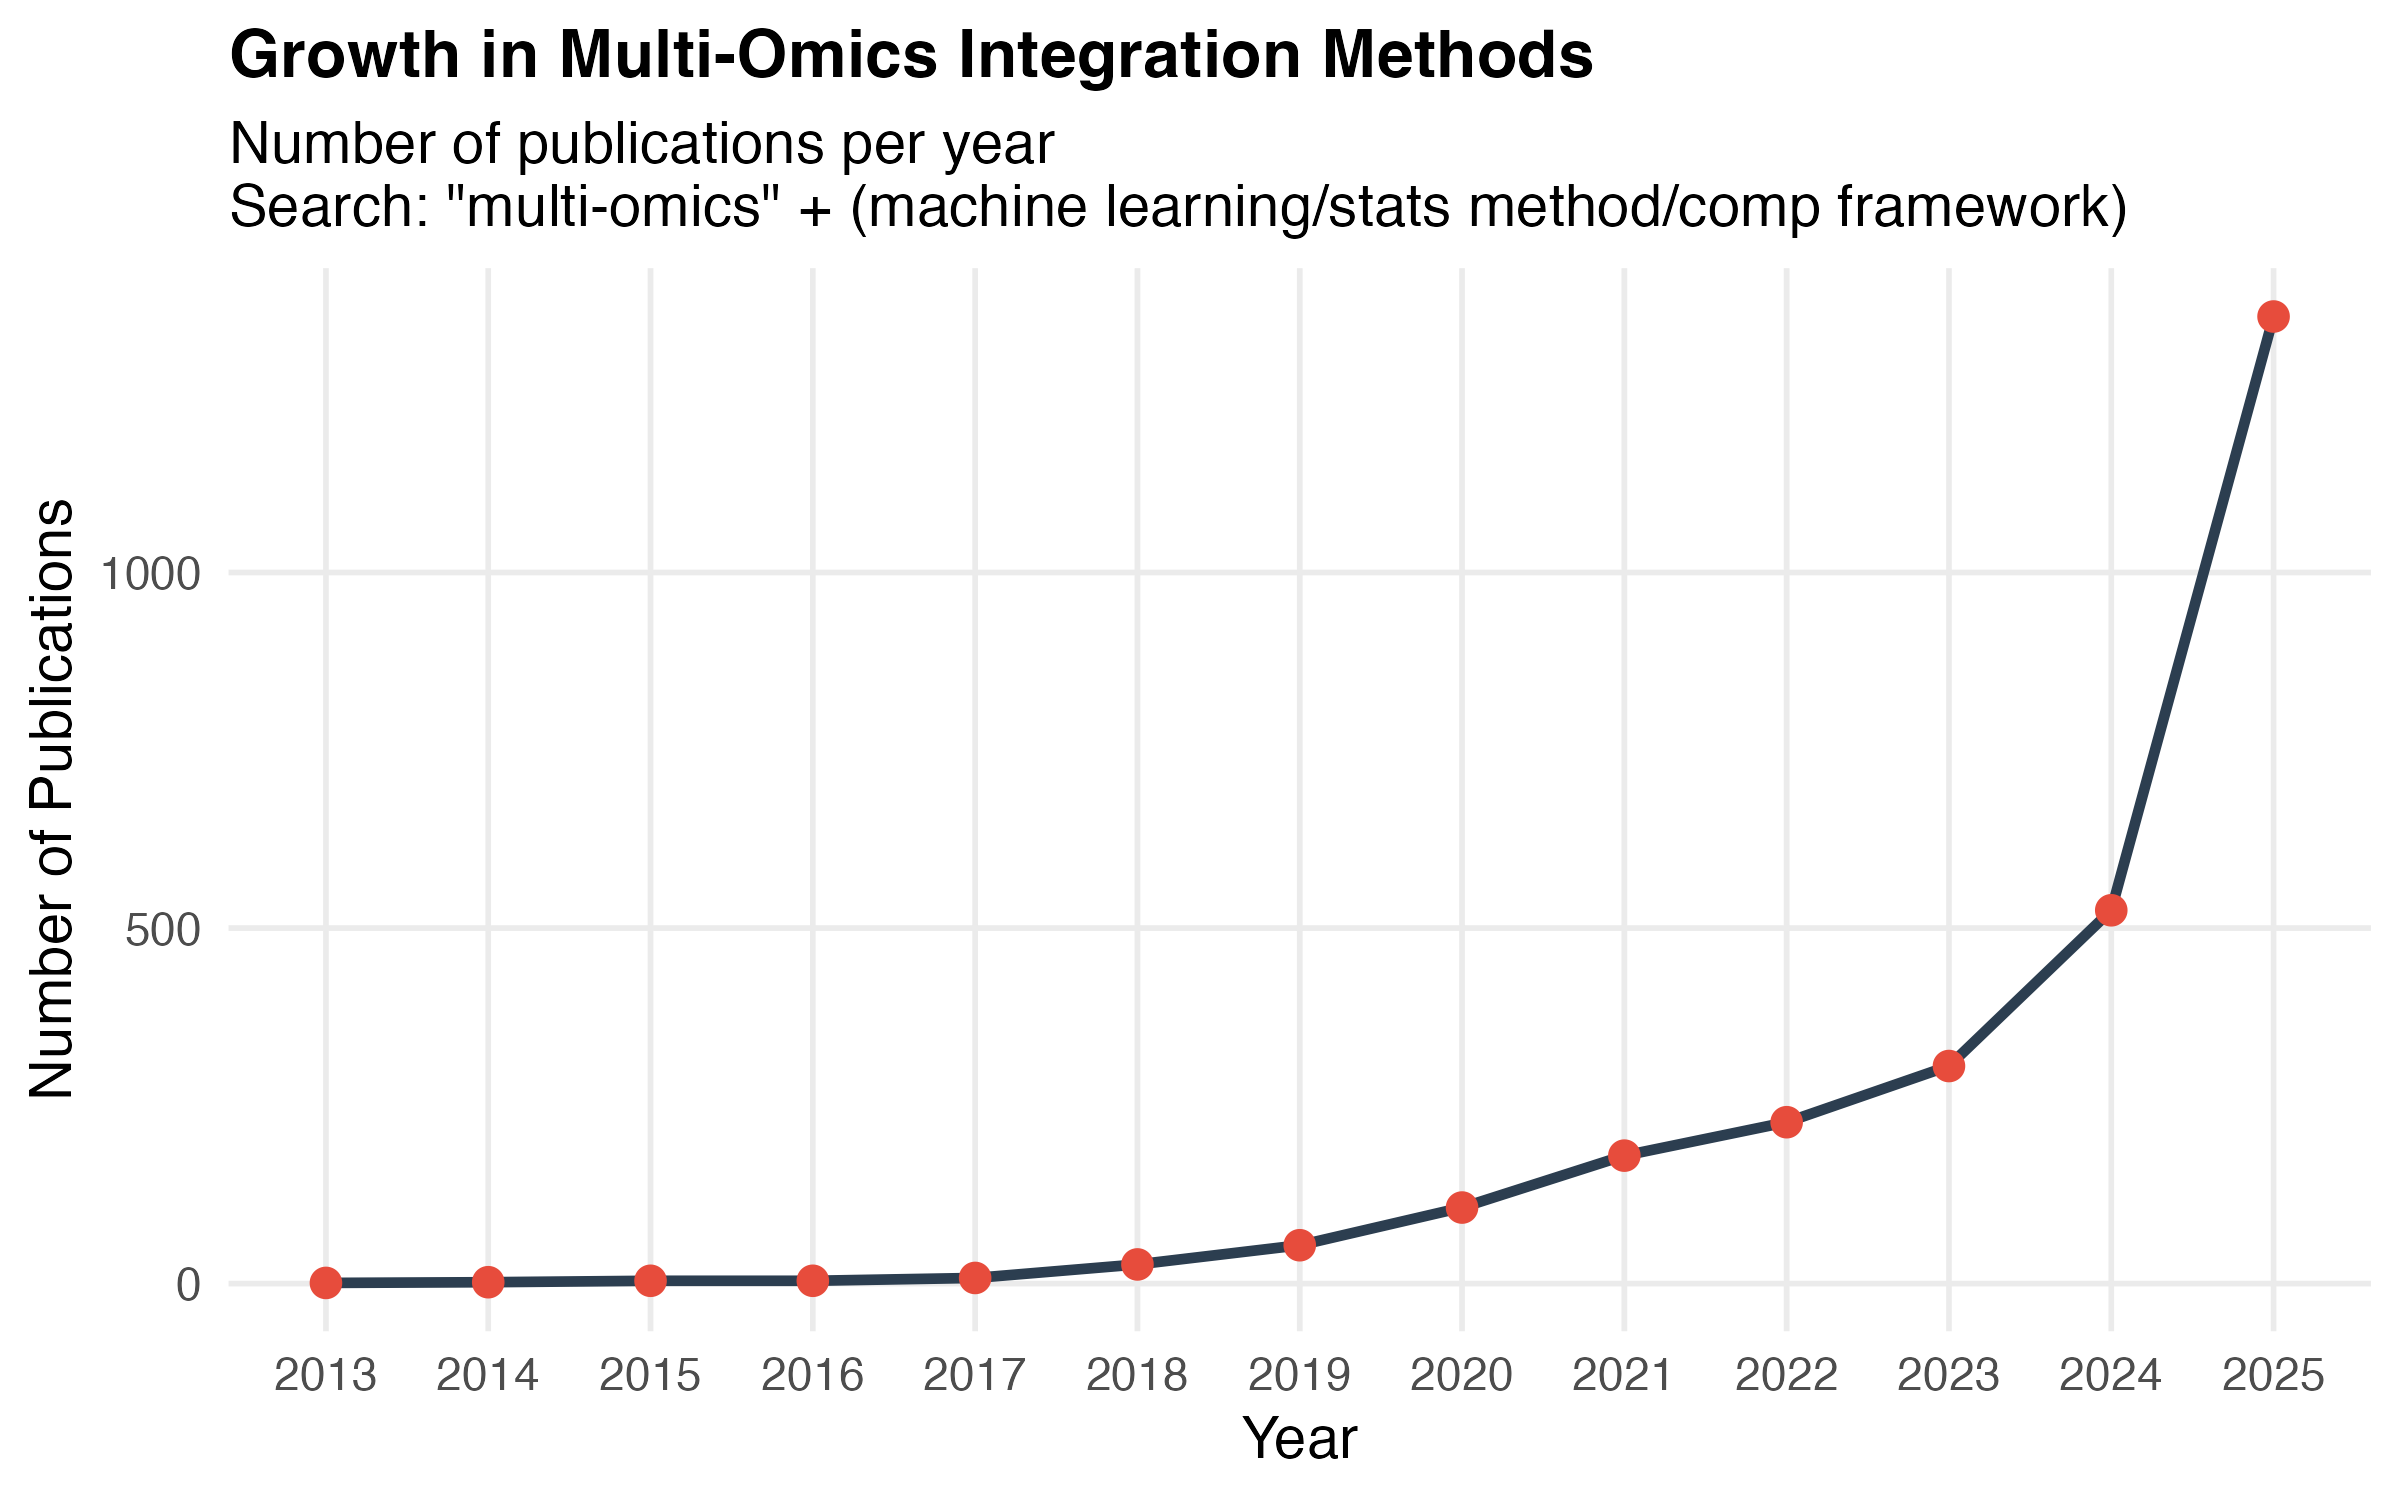 Growth in Multi-Omics Integration Methods
Number of publications per year
Search: "multi-omics" + (machine learning/stats method/comp framework)
Number of Publications
1000
500
0
2013 2014 2015 2016 2017 2018 2019 2020 2021 2022 2023 2024 2025
Year